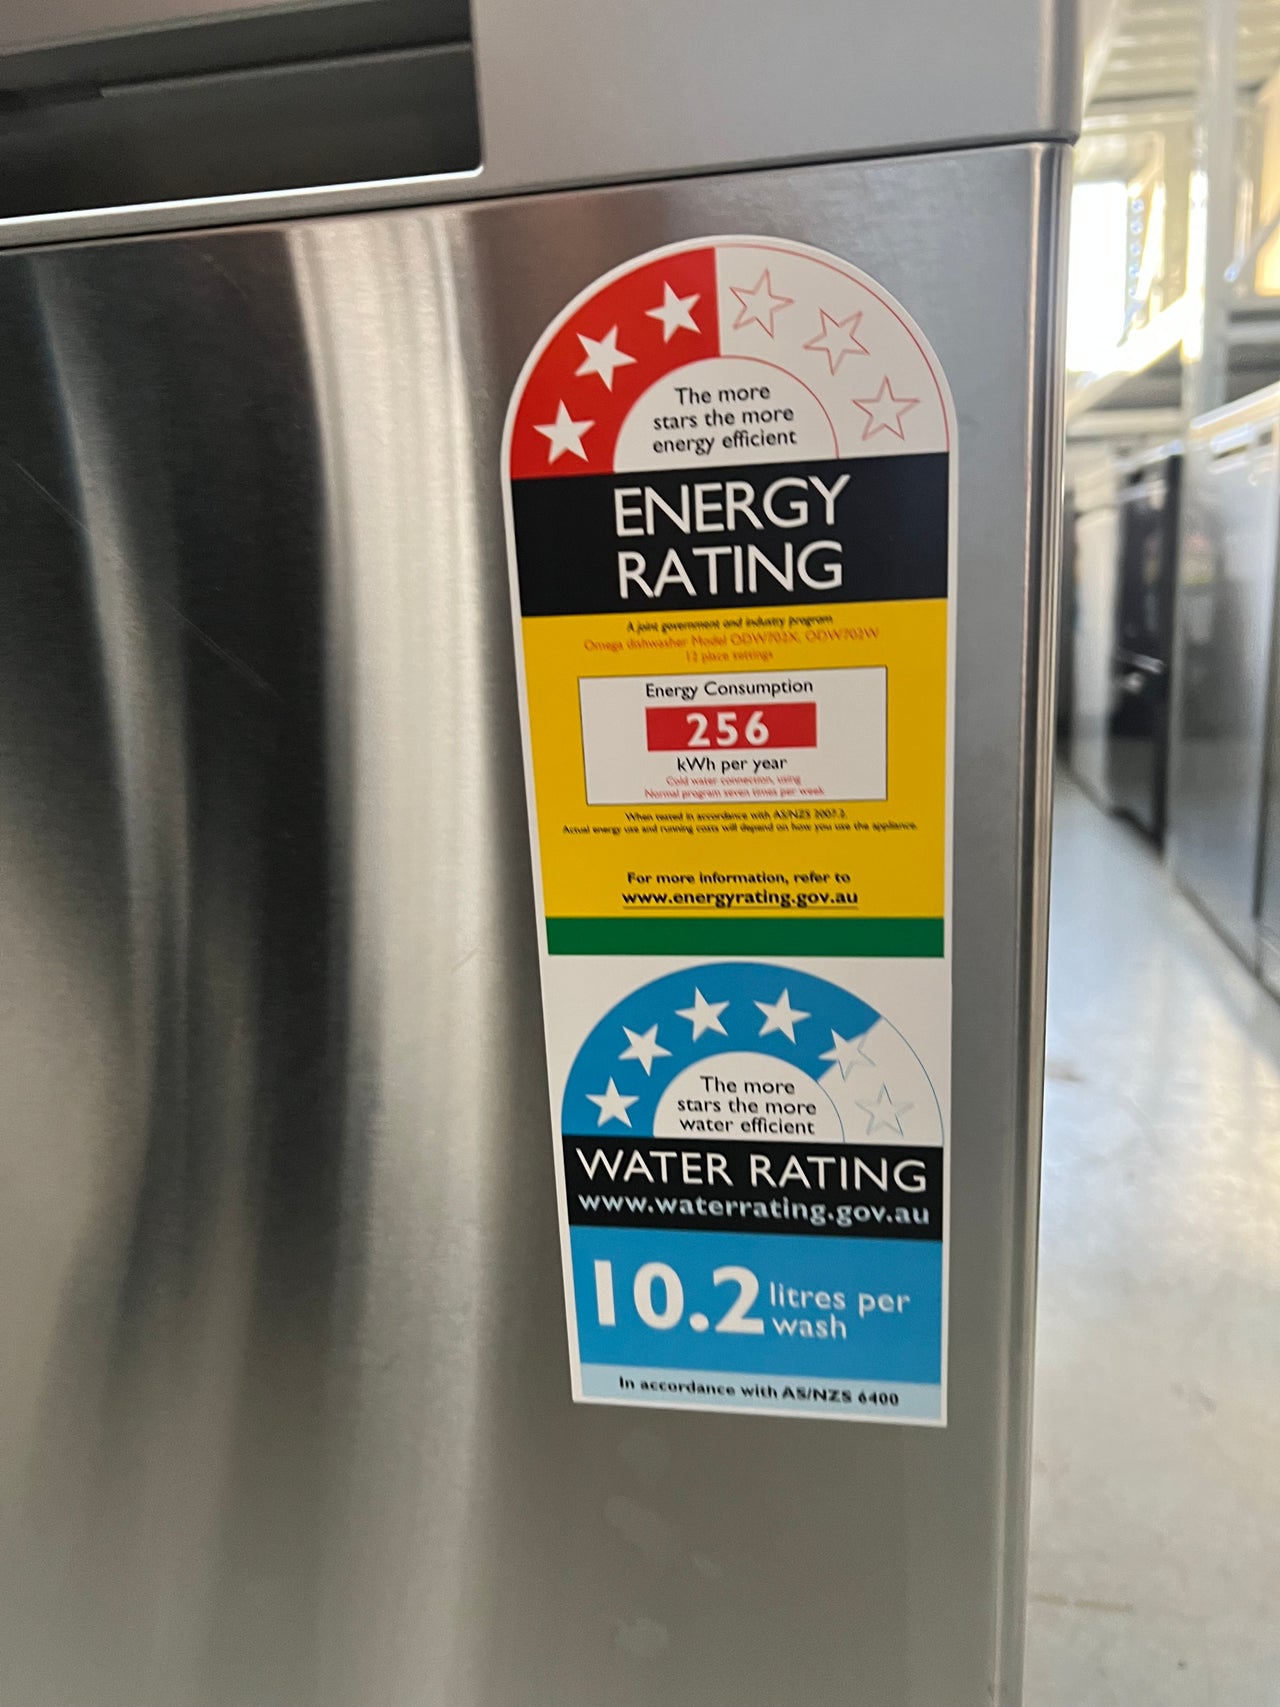 The more
stars the more
energy efficient
ENERGY
RATING
A joint government and industry program
Omega dishwasher Model ODW702X, ODW702W
12 place settings
Energy Consumption
256
kWh per year
Cold water connection, using
Normal program seven times per week
When tested in accordance with AS/NZS 2007.2.
Actual energy use and running costs will depend on how you use the appliance.
For more information, refer to
www.energyrating.gov.au
The more
stars the more
water efficient
WATER RATING
www.waterrating.gov.au
10.2 litres per
wash
In accordance with AS/NZS 6400